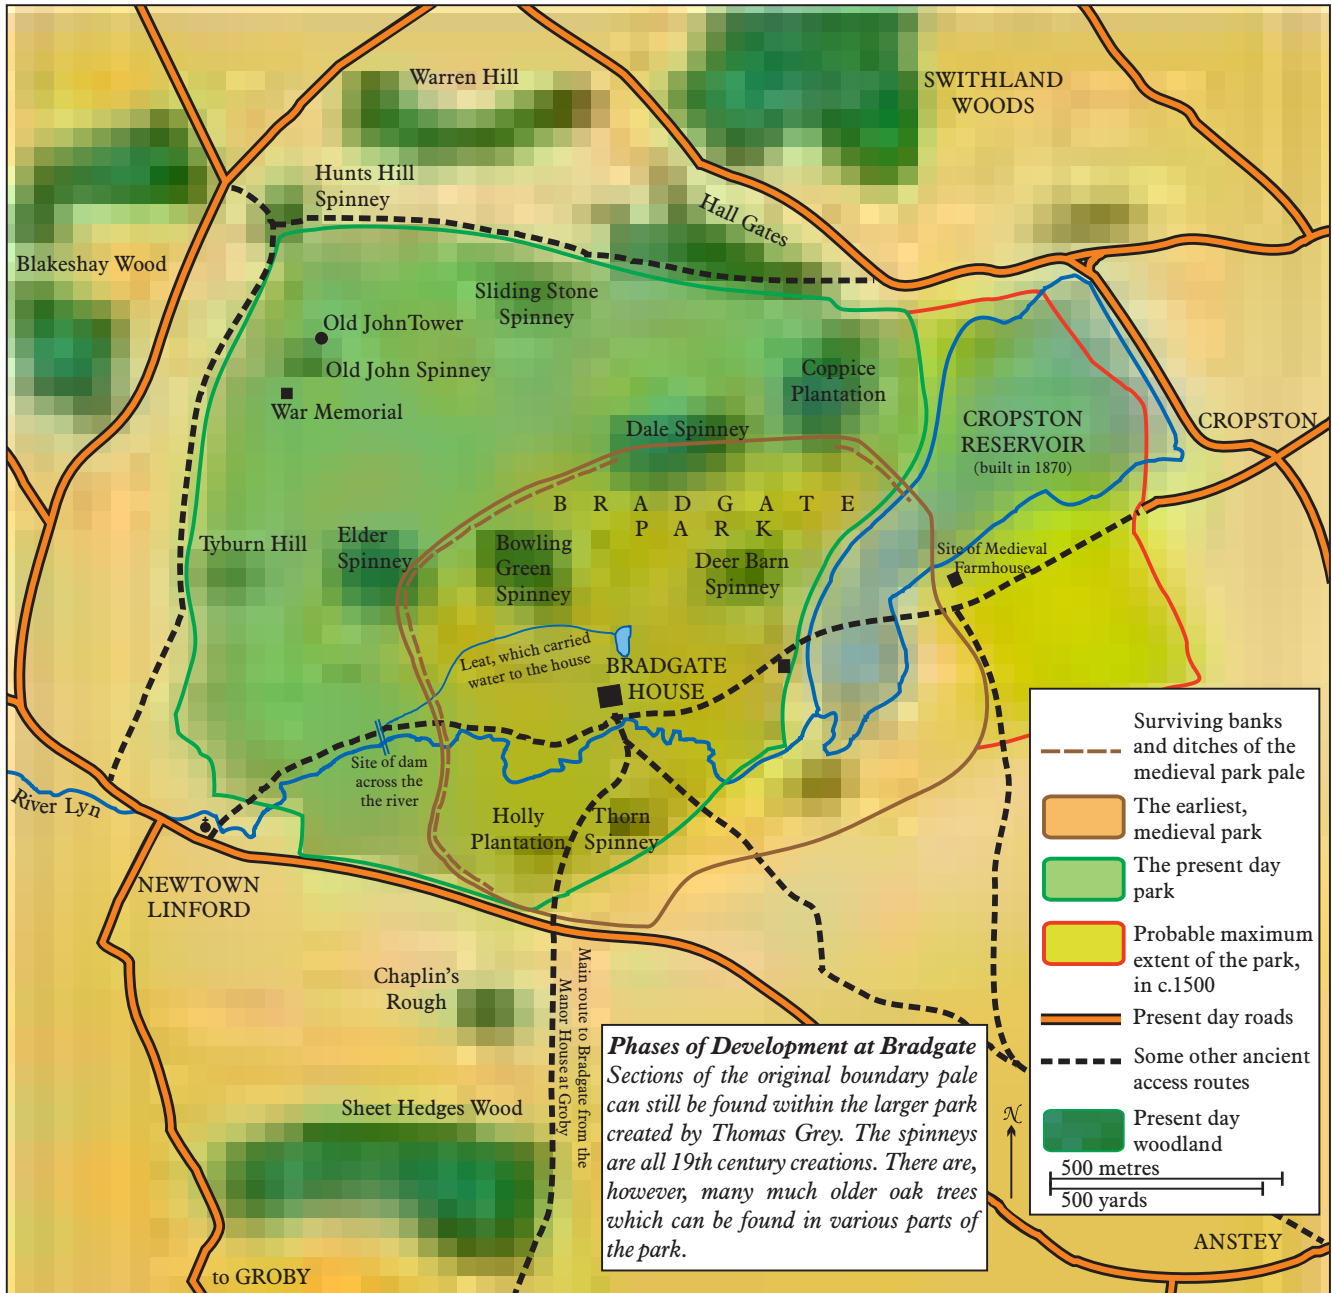 Warren Hill
SWITHLAND
WOODS
Hunts Hill
Spinney
Hall Gates
Blakeshay Wood
Sliding Stone
Spinney
Old JohnTower
Old John Spinney
War Memorial
Coppice
Plantation
Dale Spinney
CROPSTON
RESERVOIR
(built in 1870)
CROPSTON
BRADGATE
PARK
Tyburn Hill
Elder
Spinney
Bowling
Green
Spinney
Deer Barn
Spinney
Site of Medieval
Farmhouse
Leat, which carried
water to the house
BRADGATE
HOUSE
Site of dam
across the
the river
River Lyn
Holly
Plantation
Thorn
Spinney
NEWTOWN
LINFORD
Chaplin's
Rough
Main route to Bradgate from the
Manor House at Groby
Sheet Hedges Wood
to GROBY
Phases of Development at Bradgate
Sections of the original boundary pale
can still be found within the larger park
created by Thomas Grey. The spinneys
are all 19th century creations. There are,
however, many much older oak trees
which can be found in various parts of
the park.
N
Surviving banks
and ditches of the
medieval park pale
The earliest,
medieval park
The present day
park
Probable maximum
extent of the park,
in c.1500
Present day roads
Some other ancient
access routes
Present day
woodland
500 metres
500 yards
ANSTEY